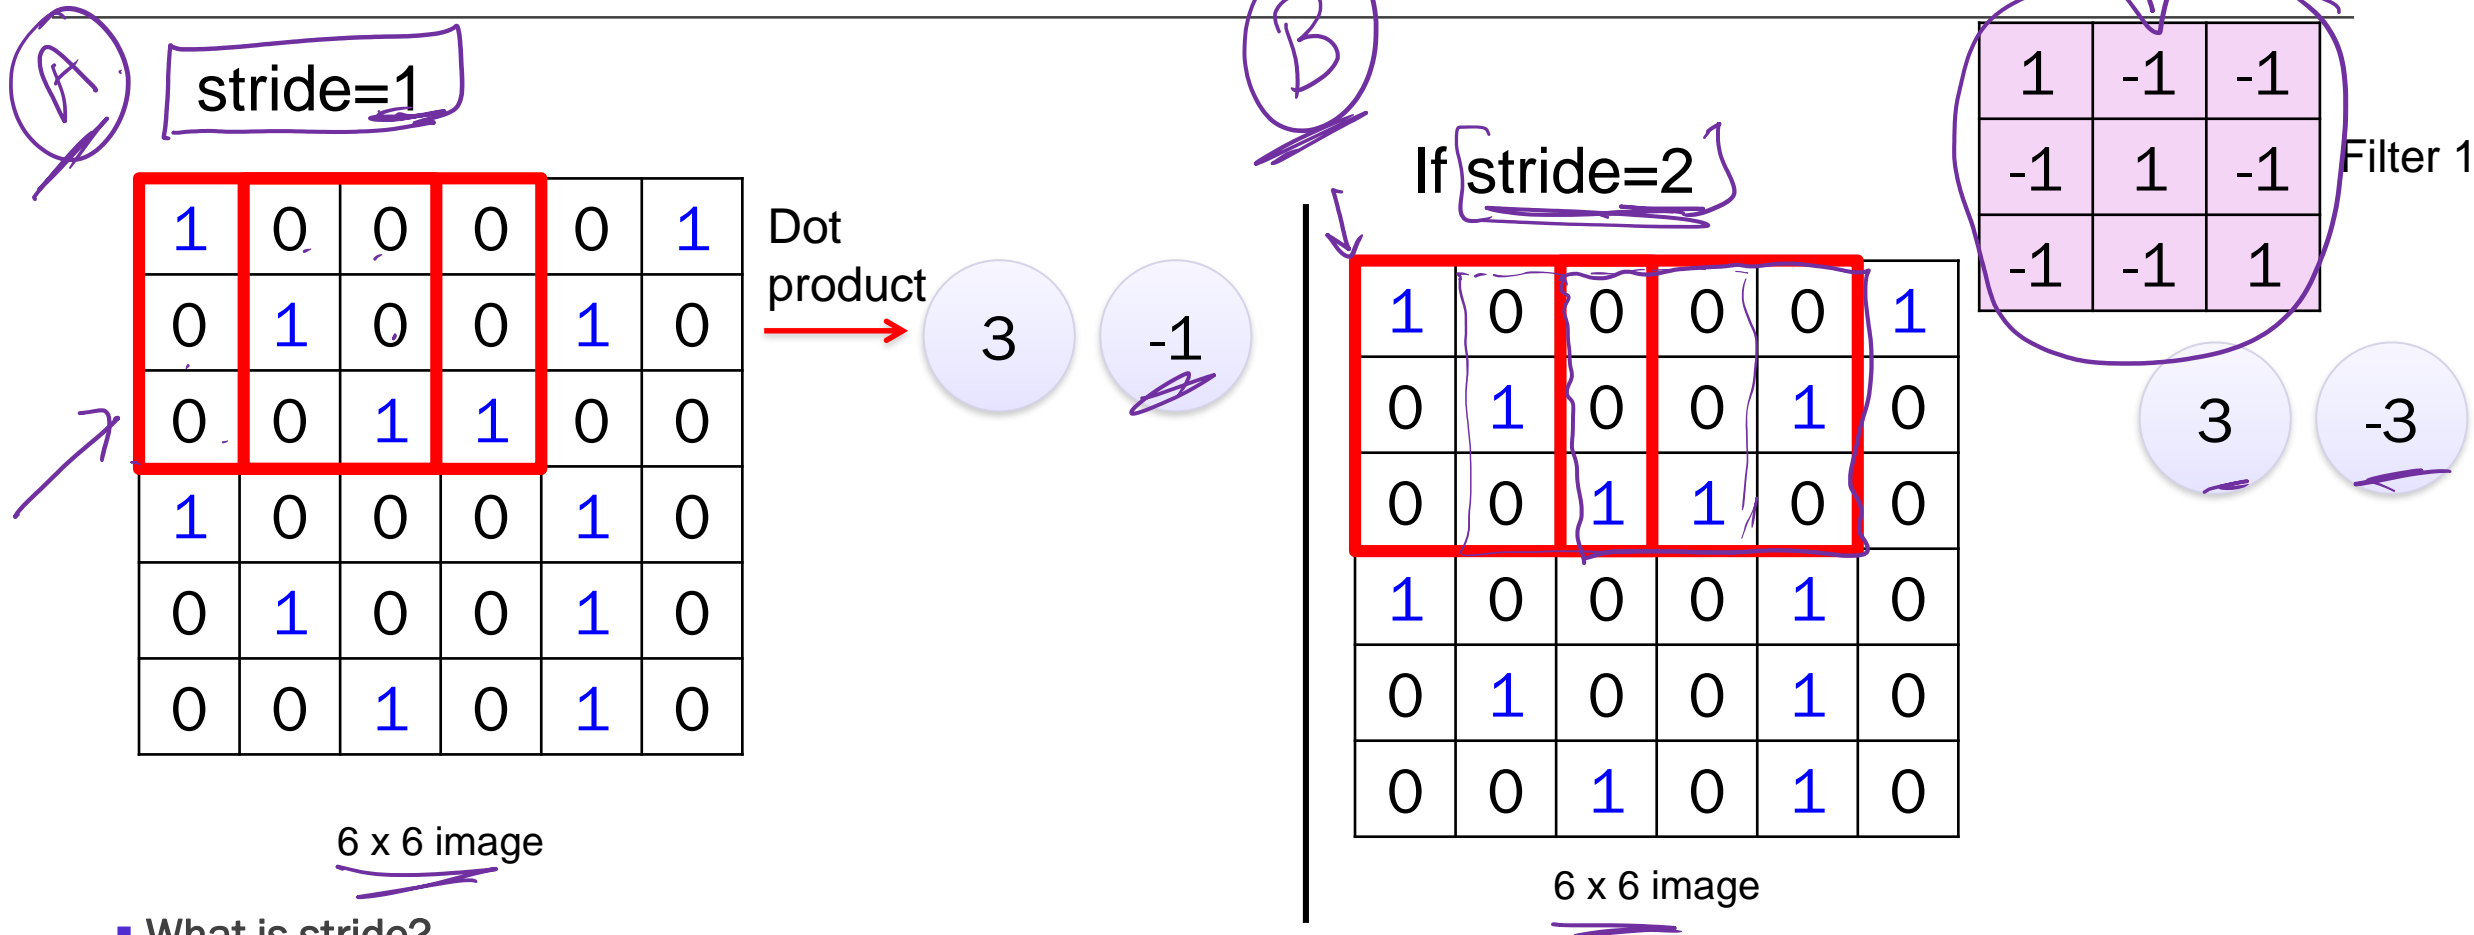 A
stride=1
1 0 0 0 0 1
0 1 0 0 1 0
0 0 1 1 0 0
1 0 0 0 1 0
0 1 0 0 1 0
0 0 1 0 1 0
6 x 6 image
Dot
product
3 -1
B
If stride=2
1 0 0 0 0 1
0 1 0 0 1 0
0 0 1 1 0 0
1 0 0 0 1 0
0 1 0 0 1 0
0 0 1 0 1 0
6 x 6 image
1 -1 -1
-1 1 -1
-1 -1 1
Filter 1
3 -3
▪ What is stride?